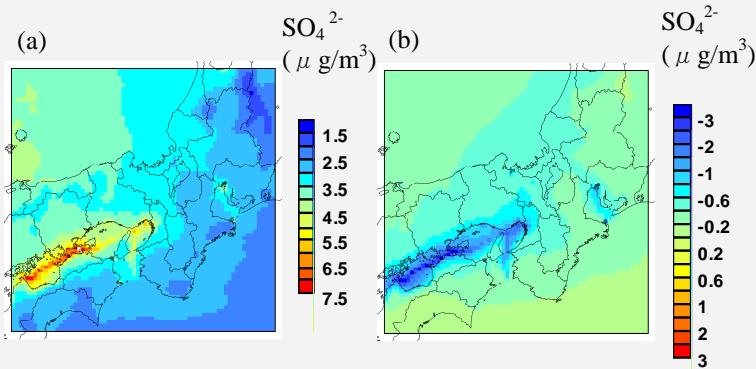 (a)
SO₄ ²⁻
( μ g/m³)
1.5
2.5
3.5
4.5
5.5
6.5
7.5
(b)
SO₄ ²⁻
( μ g/m³)
-3
-2
-1
-0.6
-0.2
0.2
0.6
1
2
3